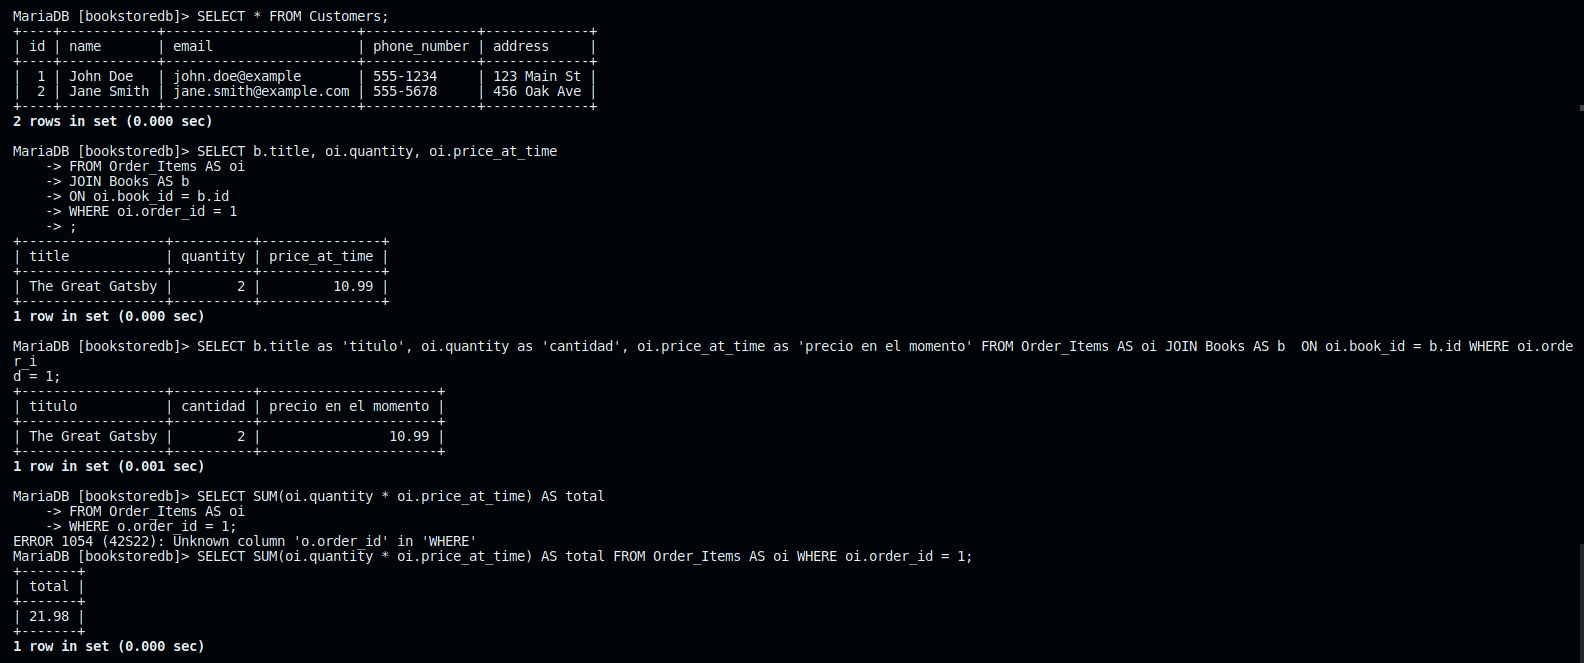 MariaDB [bookstoredb]> SELECT * FROM Customers;
+----+------------+------------------------+--------------+-------------+
| id | name       | email                  | phone_number | address     |
+----+------------+------------------------+--------------+-------------+
|  1 | John Doe   | john.doe@example       | 555-1234     | 123 Main St |
|  2 | Jane Smith | jane.smith@example.com | 555-5678     | 456 Oak Ave |
+----+------------+------------------------+--------------+-------------+
2 rows in set (0.000 sec)

MariaDB [bookstoredb]> SELECT b.title, oi.quantity, oi.price_at_time
    -> FROM Order_Items AS oi
    -> JOIN Books AS b
    -> ON oi.book_id = b.id
    -> WHERE oi.order_id = 1
    -> ;
+------------------+----------+---------------+
| title            | quantity | price_at_time |
+------------------+----------+---------------+
| The Great Gatsby |        2 |         10.99 |
+------------------+----------+---------------+
1 row in set (0.000 sec)

MariaDB [bookstoredb]> SELECT b.title as 'titulo', oi.quantity as 'cantidad', oi.price_at_time as 'precio en el momento' FROM Order_Items AS oi JOIN Books AS b  ON oi.book_id = b.id WHERE oi.orde
r_i
d = 1;
+------------------+----------+----------------------+
| titulo           | cantidad | precio en el momento |
+------------------+----------+----------------------+
| The Great Gatsby |        2 |                10.99 |
+------------------+----------+----------------------+
1 row in set (0.001 sec)

MariaDB [bookstoredb]> SELECT SUM(oi.quantity * oi.price_at_time) AS total
    -> FROM Order_Items AS oi
    -> WHERE o.order_id = 1;
ERROR 1054 (42S22): Unknown column 'o.order_id' in 'WHERE'
MariaDB [bookstoredb]> SELECT SUM(oi.quantity * oi.price_at_time) AS total FROM Order_Items AS oi WHERE oi.order_id = 1;
+-------+
| total |
+-------+
| 21.98 |
+-------+
1 row in set (0.000 sec)